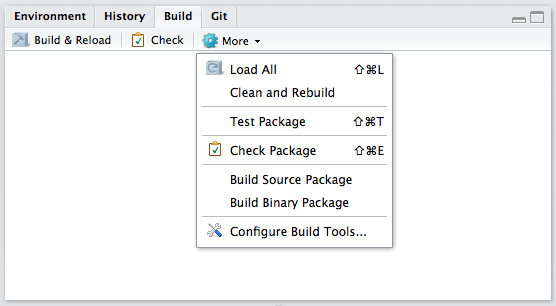 Environment History Build Git
Build & Reload Check More
Load All ⇧⌘L
Clean and Rebuild
Test Package ⇧⌘T
Check Package ⇧⌘E
Build Source Package
Build Binary Package
Configure Build Tools...